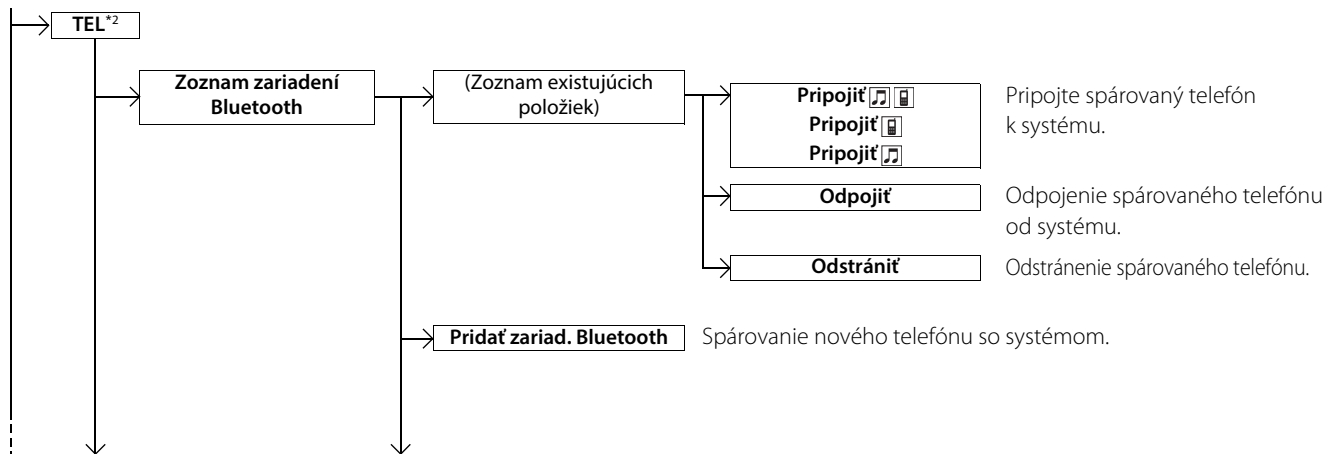 TEL*2
Zoznam zariadení
Bluetooth
(Zoznam existujúcich
položiek)
Pripojiť
Pripojiť
Pripojiť
Pripojte spárovaný telefón
k systému.
Odpojiť
Odpojenie spárovaného telefónu
od systému.
Odstrániť
Odstránenie spárovaného telefónu.
Pridať zariad. Bluetooth
Spárovanie nového telefónu so systémom.